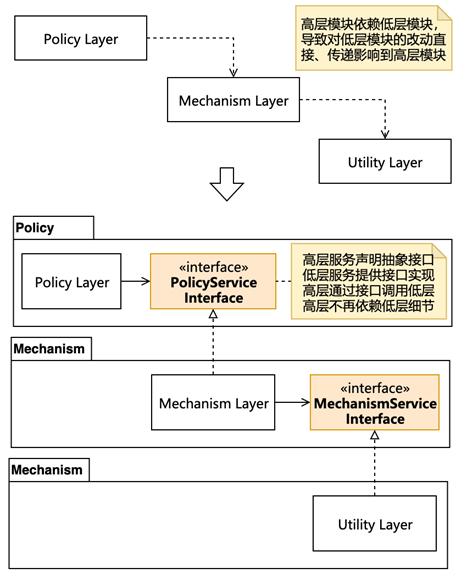 Policy Layer
高层模块依赖低层模块，
导致对低层模块的改动直
接、传递影响到高层模块
Mechanism Layer
Utility Layer
Policy
Policy Layer
«interface»
PolicyService
Interface
高层服务声明抽象接口
低层服务提供接口实现
高层通过接口调用低层
高层不再依赖低层细节
Mechanism
Mechanism Layer
«interface»
MechanismService
Interface
Mechanism
Utility Layer